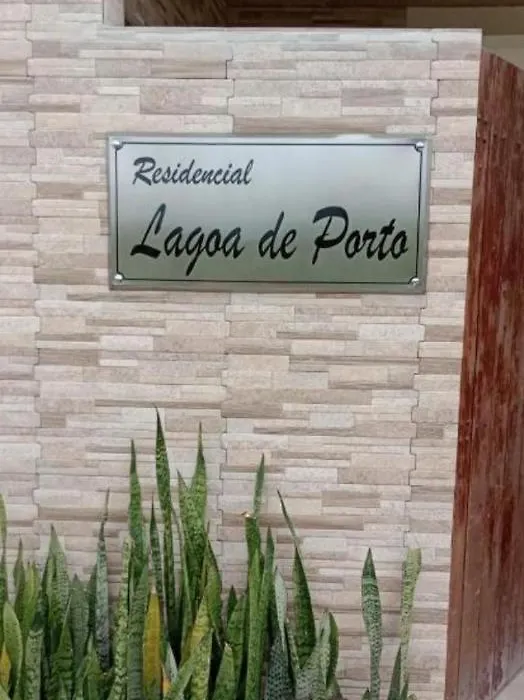 Residencial
Lagoa de Porto